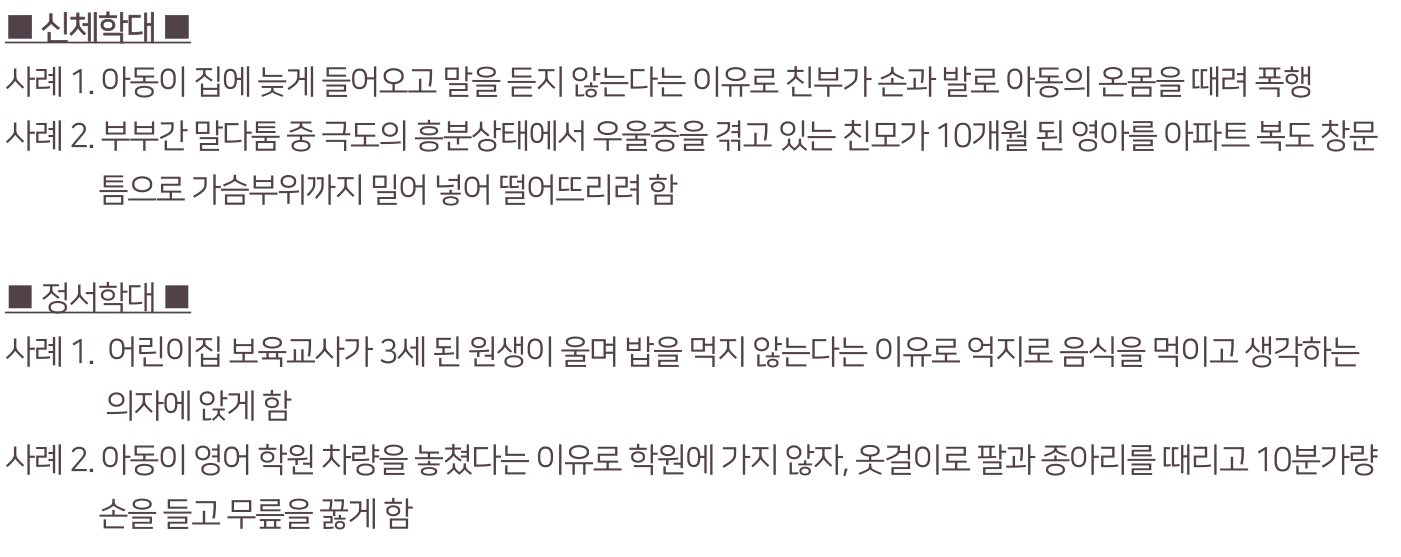 ■ 신체학대 ■
사례 1. 아동이 집에 늦게 들어오고 말을 듣지 않는다는 이유로 친부가 손과 발로 아동의 온몸을 때려 폭행
사례 2. 부부간 말다툼 중 극도의 흥분상태에서 우울증을 겪고 있는 친모가 10개월 된 영아를 아파트 복도 창문
틈으로 가슴부위까지 밀어 넣어 떨어뜨리려 함
■ 정서학대 ■
사례 1. 어린이집 보육교사가 3세 된 원생이 울며 밥을 먹지 않는다는 이유로 억지로 음식을 먹이고 생각하는
의자에 앉게 함
사례 2. 아동이 영어 학원 차량을 놓쳤다는 이유로 학원에 가지 않자, 옷걸이로 팔과 종아리를 때리고 10분가량
손을 들고 무릎을 꿇게 함